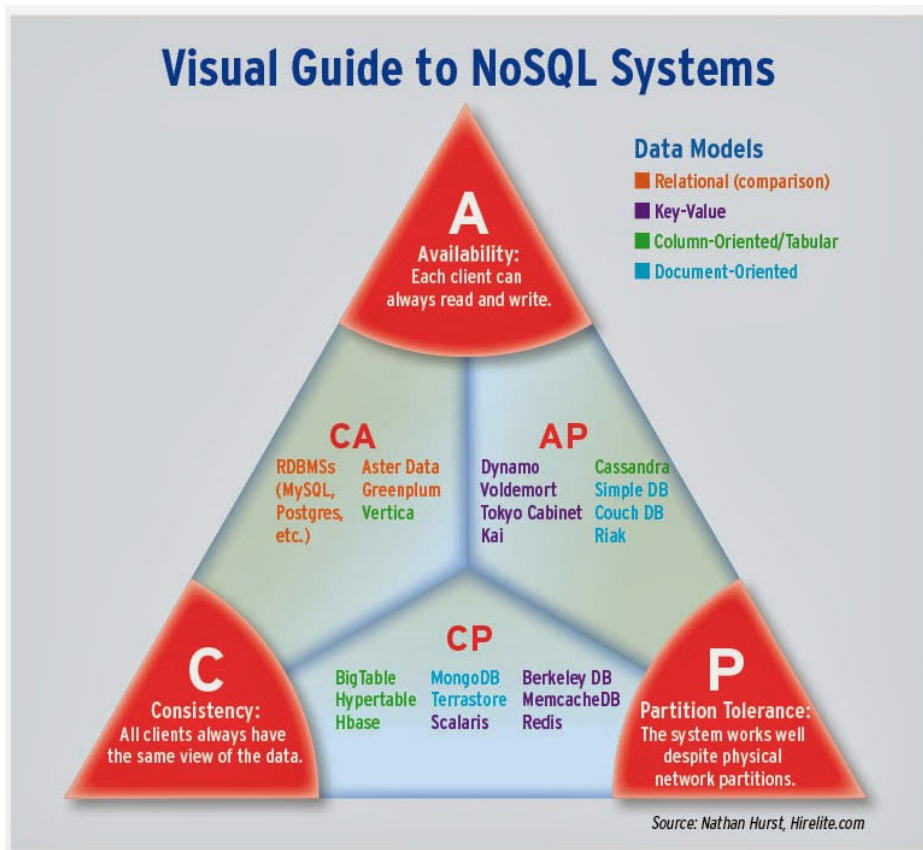 Visual Guide to NoSQL Systems
Data Models
Relational (comparison)
Key-Value
Column-Oriented/Tabular
Document-Oriented
A
Availability:
Each client can
always read and write.
CA
RDBMSs
(MySQL,
Postgres,
etc.)
Aster Data
Greenplum
Vertica
AP
Dynamo
Voldemort
Tokyo Cabinet
Kai
Cassandra
Simple DB
Couch DB
Riak
C
Consistency:
All clients always have
the same view of the data.
CP
BigTable
Hypertable
Hbase
MongoDB
Terrastore
Scalaris
Berkeley DB
MemcacheDB
Redis
P
Partition Tolerance:
The system works well
despite physical
network partitions.
Source: Nathan Hurst, Hirelite.com